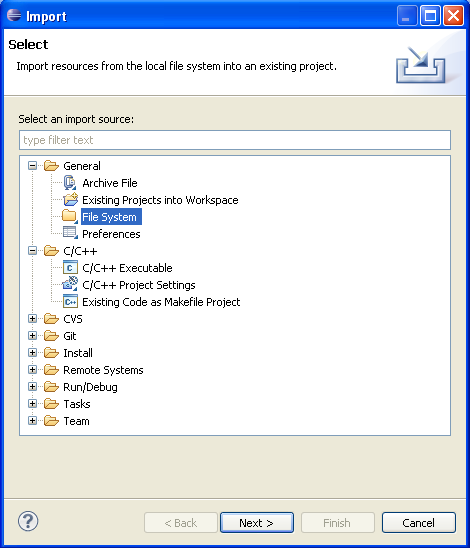 Import
Select
Import resources from the local file system into an existing project.
Select an import source:
type filter text
General
Archive File
Existing Projects into Workspace
File System
Preferences
C/C++
C C/C++ Executable
C/C++ Project Settings
C++ Existing Code as Makefile Project
CVS
Git
Install
Remote Systems
Run/Debug
Tasks
Team
? < Back Next > Finish Cancel